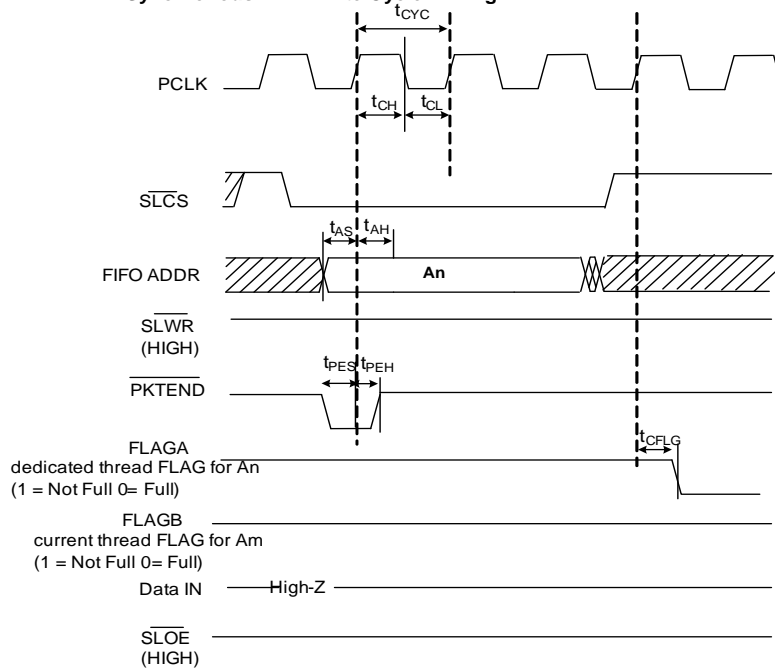 tCYC
PCLK
tCH
tCL
SLCS
tAS
tAH
FIFO ADDR
An
SLWR
(HIGH)
tPES
tPEH
PKTEND
FLAGA
dedicated thread FLAG for An
(1 = Not Full 0= Full)
tCFLG
FLAGB
current thread FLAG for Am
(1 = Not Full 0= Full)
Data IN
High-Z
SLOE
(HIGH)